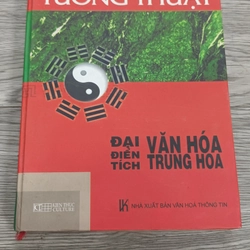 TƯỚNG THUẬT
ĐẠI
ĐIỂN
TÍCH
VĂN HÓA
TRUNG HOA
NHÀ XUẤT BẢN VĂN HÓA THÔNG TIN